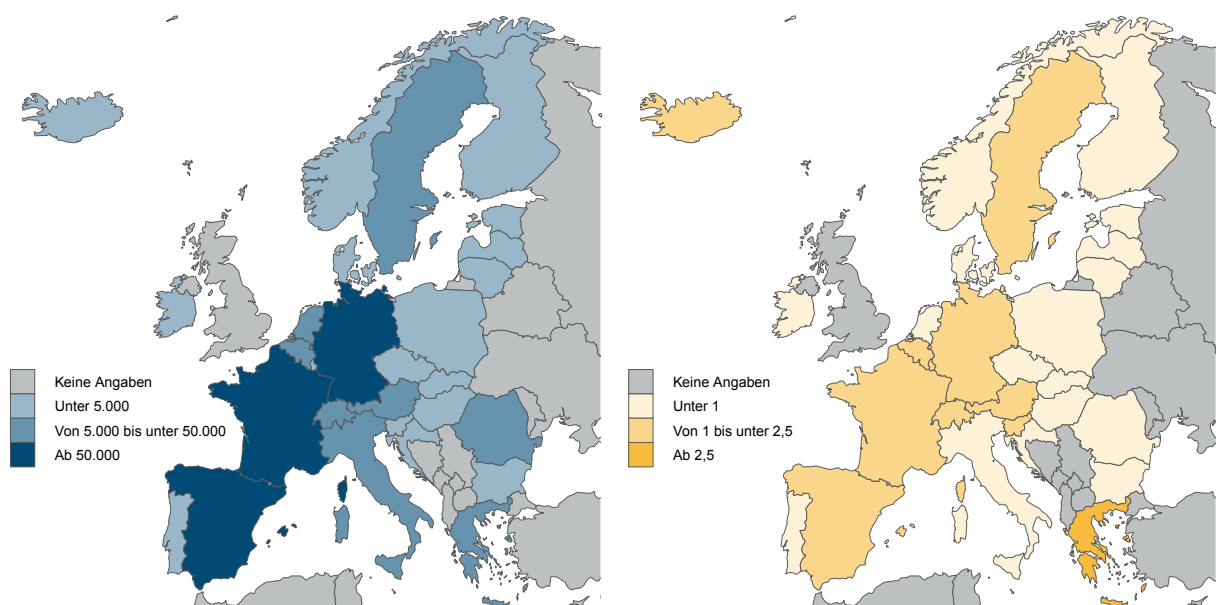 Keine Angaben
Unter 5.000
Von 5.000 bis unter 50.000
Ab 50.000
Keine Angaben
Unter 1
Von 1 bis unter 2,5
Ab 2,5